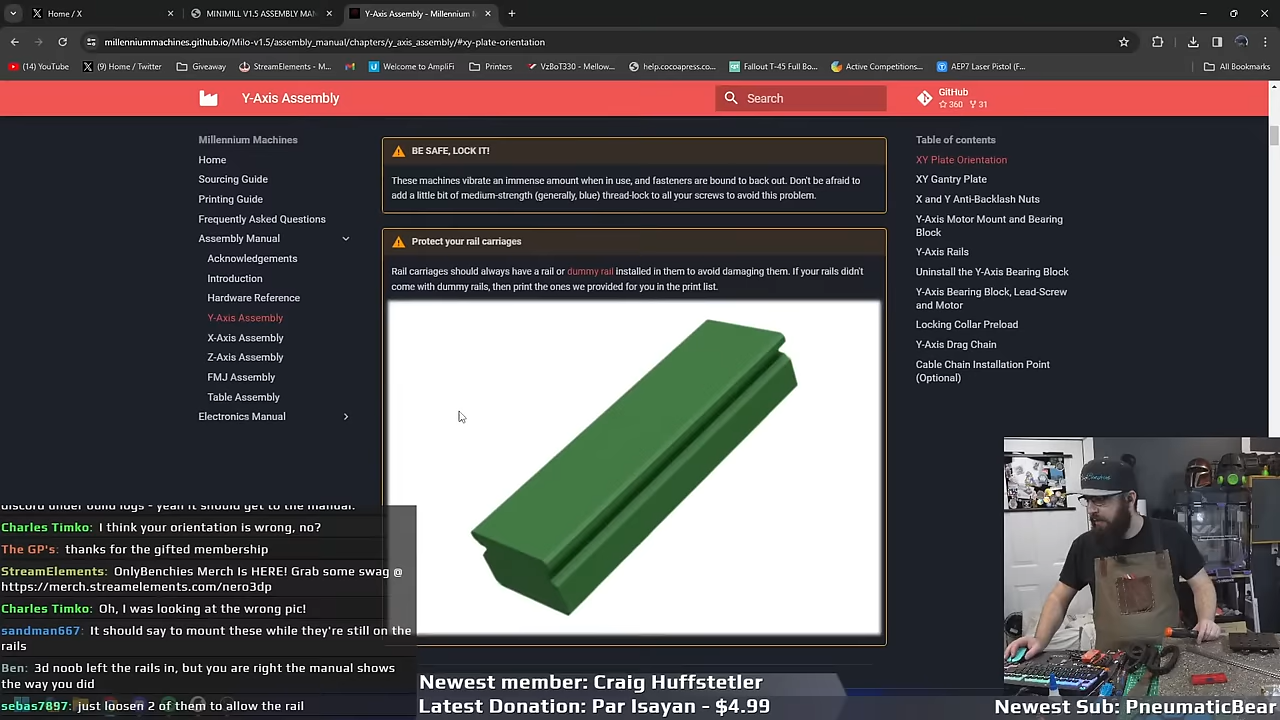 Home / X
MINIMILL V1.5 ASSEMBLY MAN
Y-Axis Assembly - Millennium
millenniummachines.github.io/Milo-v1.5/assembly_manual/chapters/y_axis_assembly/#xy-plate-orientation
(14) YouTube
(9) Home / Twitter
Giveaway
StreamElements - M...
Welcome to AmpliFi
Printers
VzBoT330 - Mellow...
help.cocoapress.co...
Fallout T-45 Full Bo...
Active Competitions...
AEP7 Laser Pistol (F...
All Bookmarks
Y-Axis Assembly
Search
GitHub
360 31
Millennium Machines
Home
Sourcing Guide
Printing Guide
Frequently Asked Questions
Assembly Manual
Acknowledgements
Introduction
Hardware Reference
Y-Axis Assembly
X-Axis Assembly
Z-Axis Assembly
FMJ Assembly
Table Assembly
Electronics Manual
BE SAFE, LOCK IT!
These machines vibrate an immense amount when in use, and fasteners are bound to back out. Don't be afraid to
add a little bit of medium-strength (generally, blue) thread-lock to all your screws to avoid this problem.
Protect your rail carriages
Rail carriages should always have a rail or dummy rail installed in them to avoid damaging them. If your rails didn't
come with dummy rails, then print the ones we provided for you in the print list.
Table of contents
XY Plate Orientation
XY Gantry Plate
X and Y Anti-Backlash Nuts
Y-Axis Motor Mount and Bearing
Block
Y-Axis Rails
Uninstall the Y-Axis Bearing Block
Y-Axis Bearing Block, Lead-Screw
and Motor
Locking Collar Preload
Y-Axis Drag Chain
Cable Chain Installation Point
(Optional)
discord under build logs - yeah it should get to the manual.
Charles Timko: I think your orientation is wrong, no?
The GP's: thanks for the gifted membership
StreamElements: OnlyBenchies Merch Is HERE! Grab some swag @
https://merch.streamelements.com/nero3dp
Charles Timko: Oh, I was looking at the wrong pic!
sandman667: It should say to mount these while they're still on the
rails
Ben: 3d noob left the rails in, but you are right the manual shows
the way you did
sebas7897: just loosen 2 of them to allow the rail
Newest member: Craig Huffstetler
Latest Donation: Par Isayan - $4.99
Newest Sub: PneumaticBear